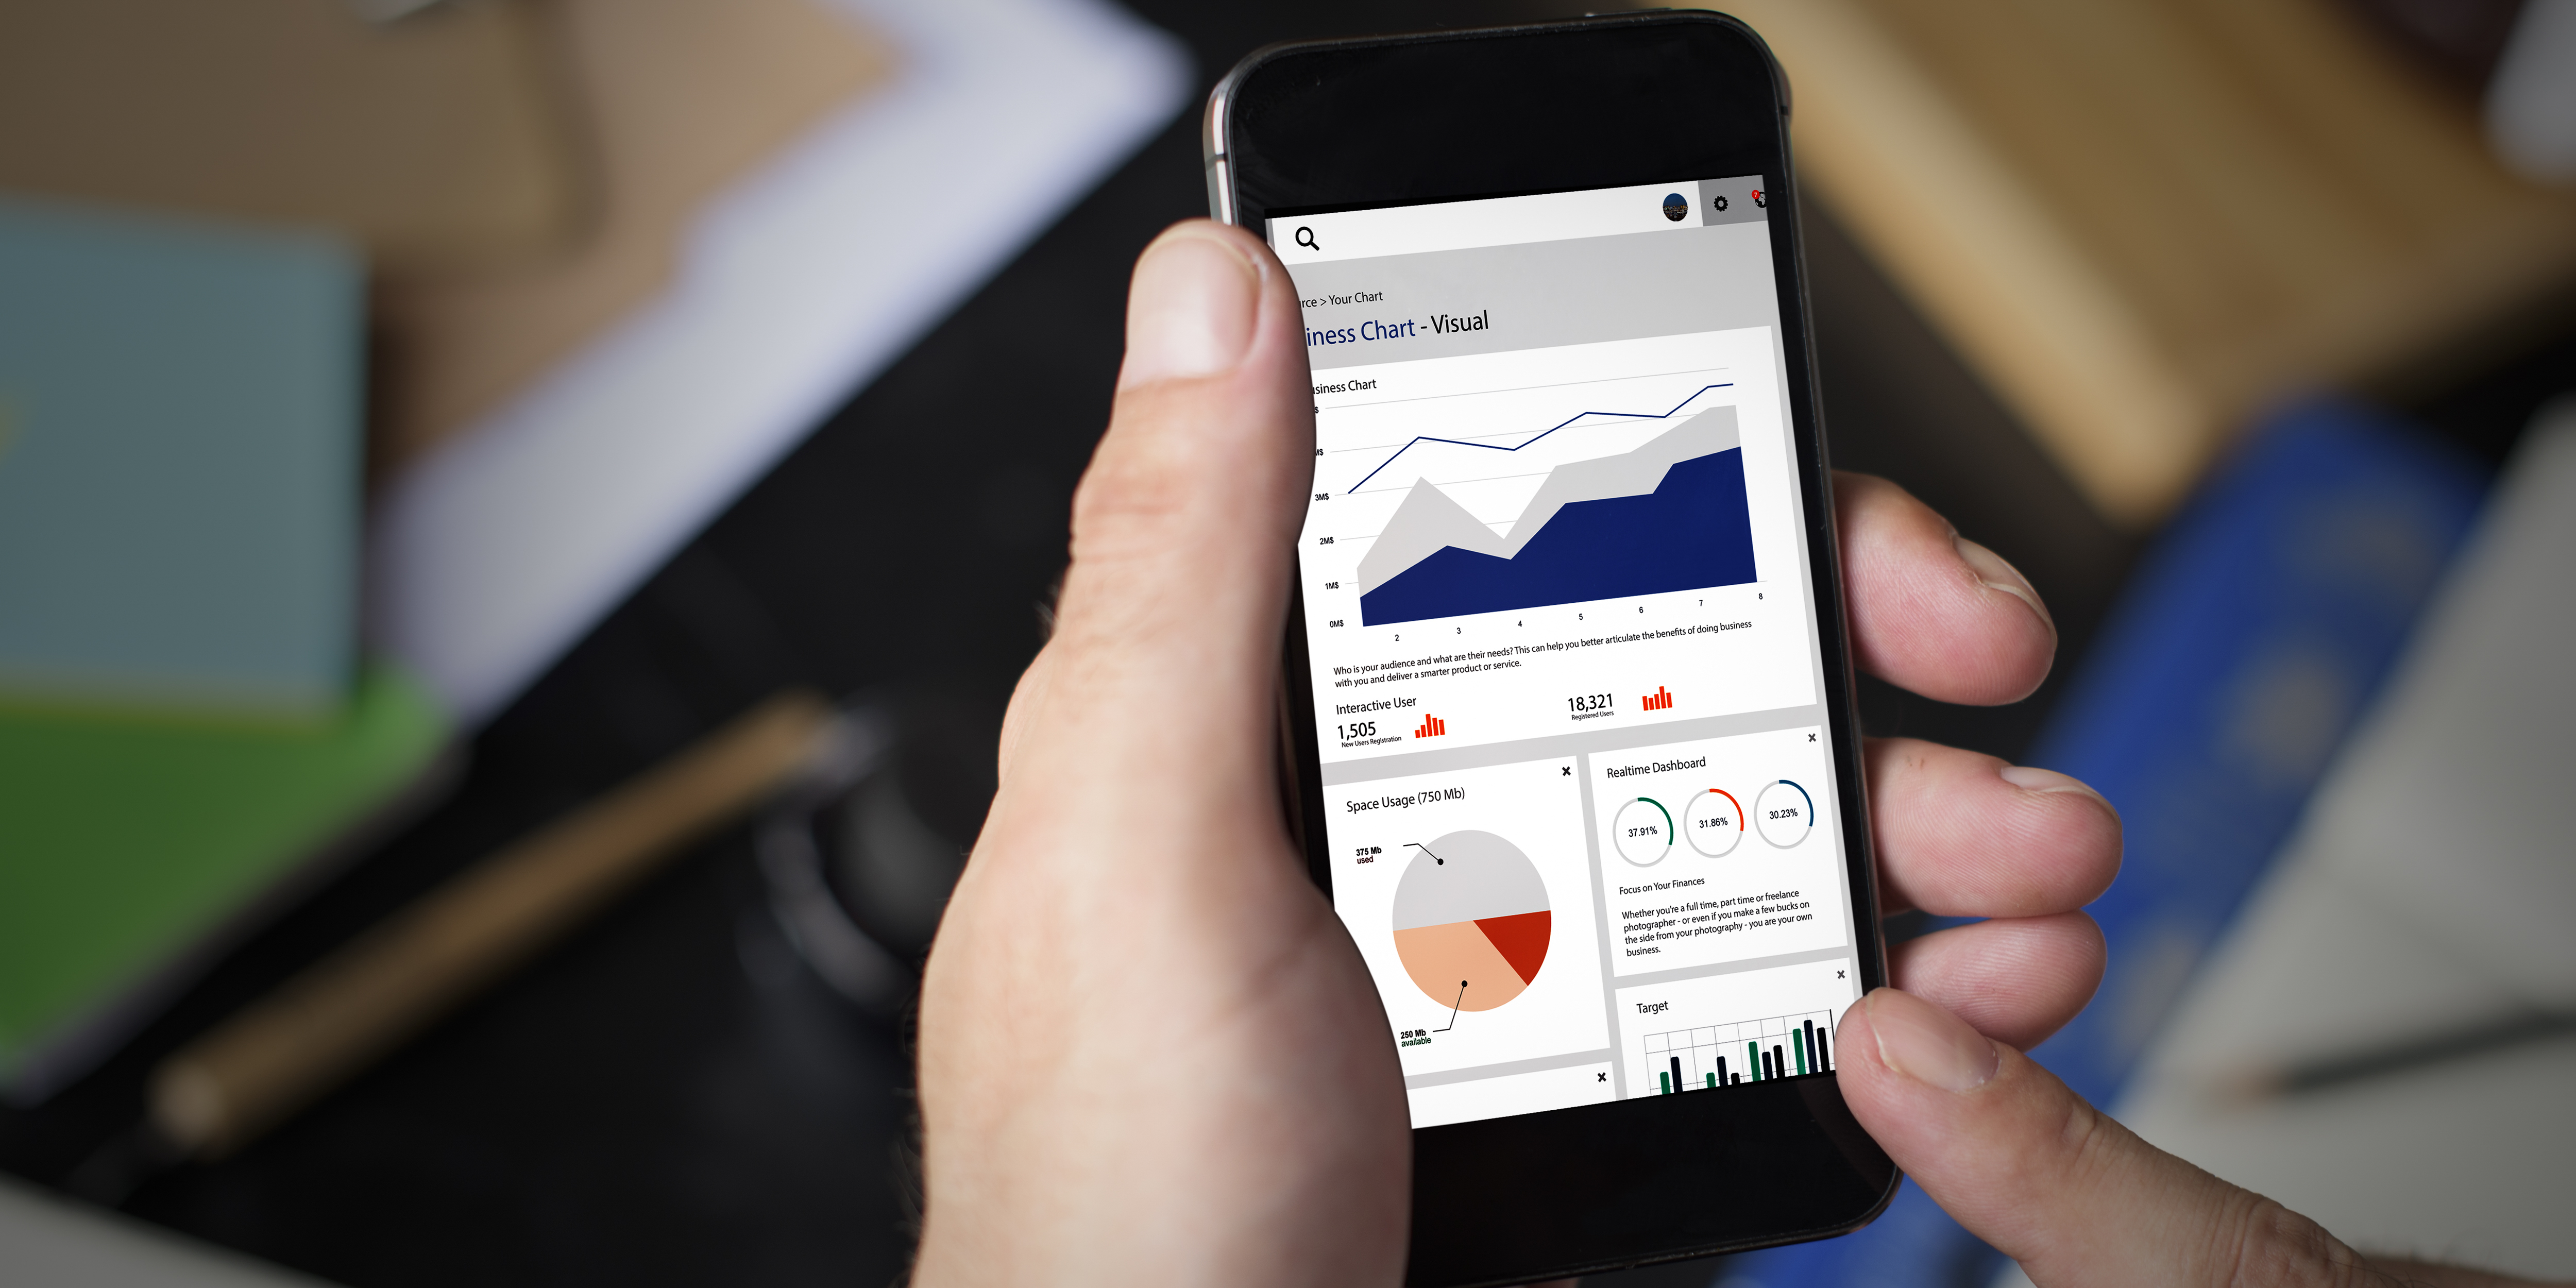 > Your Chart
Chart - Visual
Chart
3M$
2M$
1M$
0M$
2 3 4 5 6 7 8
Who is your audience and what are their needs? This can help you better articulate the benefits of doing business
with you and deliver a smarter product or service.
Interactive User
1,505
New Users Registration
18,321
Registered Users
Space Usage (750 Mb)
375 Mb
used
250 Mb
available
Realtime Dashboard
37.91% 31.86% 30.23%
Focus on Your Finances
Whether you're a full time, part time or freelance
photographer - or even if you make a few bucks on
the side from your photography - you are your own
business.
Target